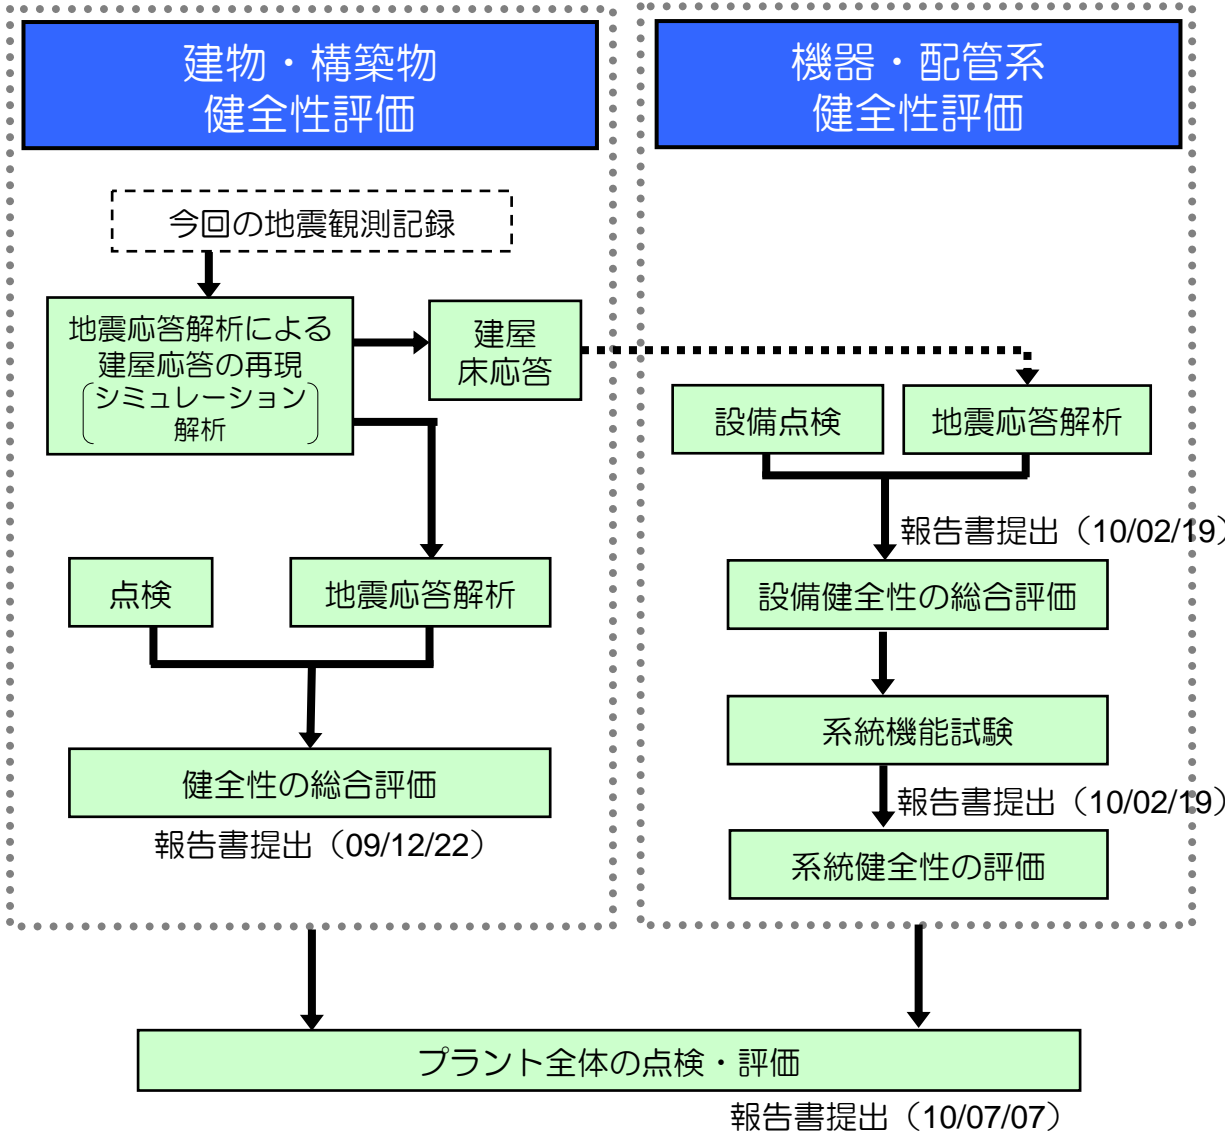 建物・構築物
健全性評価
今回の地震観測記録
地震応答解析による
建屋応答の再現
シミュレーション
解析
建屋
床応答
点検
地震応答解析
健全性の総合評価
報告書提出（09/12/22）
機器・配管系
健全性評価
設備点検
地震応答解析
報告書提出（10/02/19）
設備健全性の総合評価
系統機能試験
報告書提出（10/02/19）
系統健全性の評価
プラント全体の点検・評価
報告書提出（10/07/07）